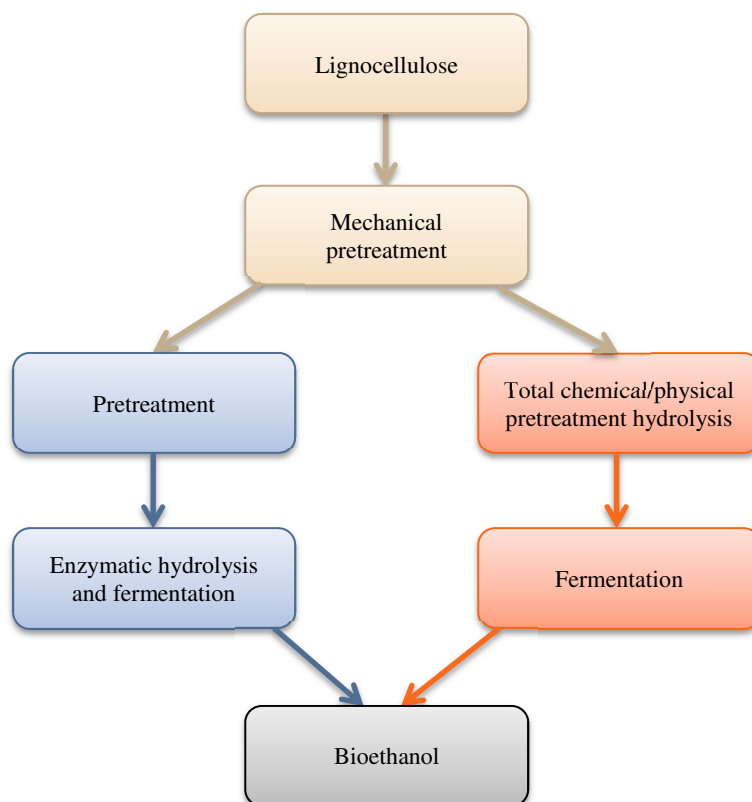 Lignocellulose
Mechanical
pretreatment
Pretreatment
Total chemical/physical
pretreatment hydrolysis
Enzymatic hydrolysis
and fermentation
Fermentation
Bioethanol